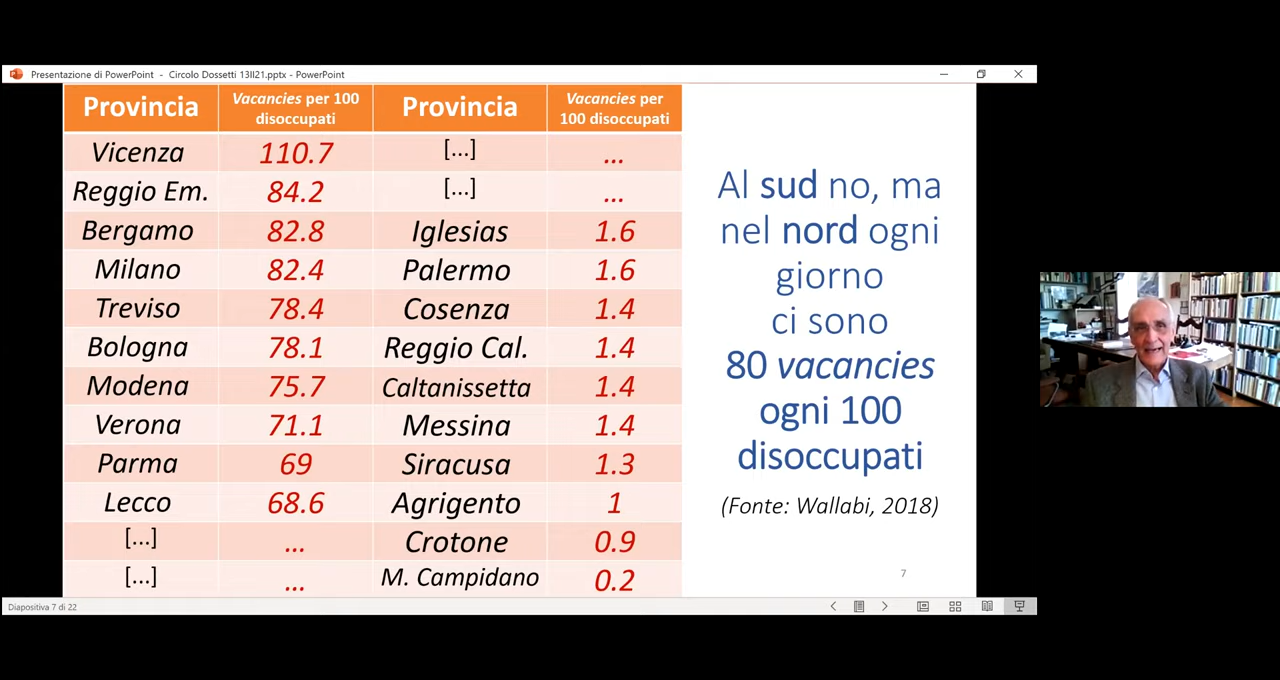 Presentazione di PowerPoint - Circolo Dossetti 13II21.pptx - PowerPoint
Provincia Vacancies per 100 disoccupati Provincia Vacancies per 100 disoccupati
Vicenza 110.7 [...] ...
Reggio Em. 84.2 [...] ...
Bergamo 82.8 Iglesias 1.6
Milano 82.4 Palermo 1.6
Treviso 78.4 Cosenza 1.4
Bologna 78.1 Reggio Cal. 1.4
Modena 75.7 Caltanissetta 1.4
Verona 71.1 Messina 1.4
Parma 69 Siracusa 1.3
Lecco 68.6 Agrigento 1
[...] ... Crotone 0.9
[...] ... M. Campidano 0.2
Al sud no, ma
nel nord ogni
giorno
ci sono
80 vacancies
ogni 100
disoccupati
(Fonte: Wallabi, 2018)
7
Diapositiva 7 di 22